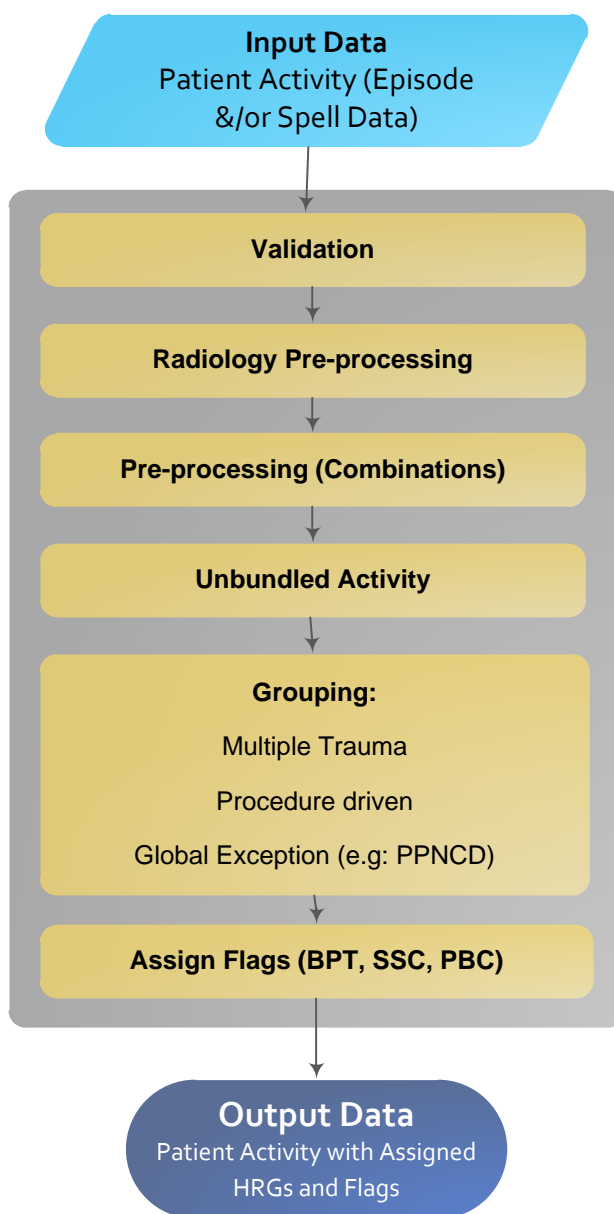 Input Data
Patient Activity (Episode
&/or Spell Data)
Validation
Radiology Pre-processing
Pre-processing (Combinations)
Unbundled Activity
Grouping:
Multiple Trauma
Procedure driven
Global Exception (e.g: PPNCD)
Assign Flags (BPT, SSC, PBC)
Output Data
Patient Activity with Assigned
HRGs and Flags